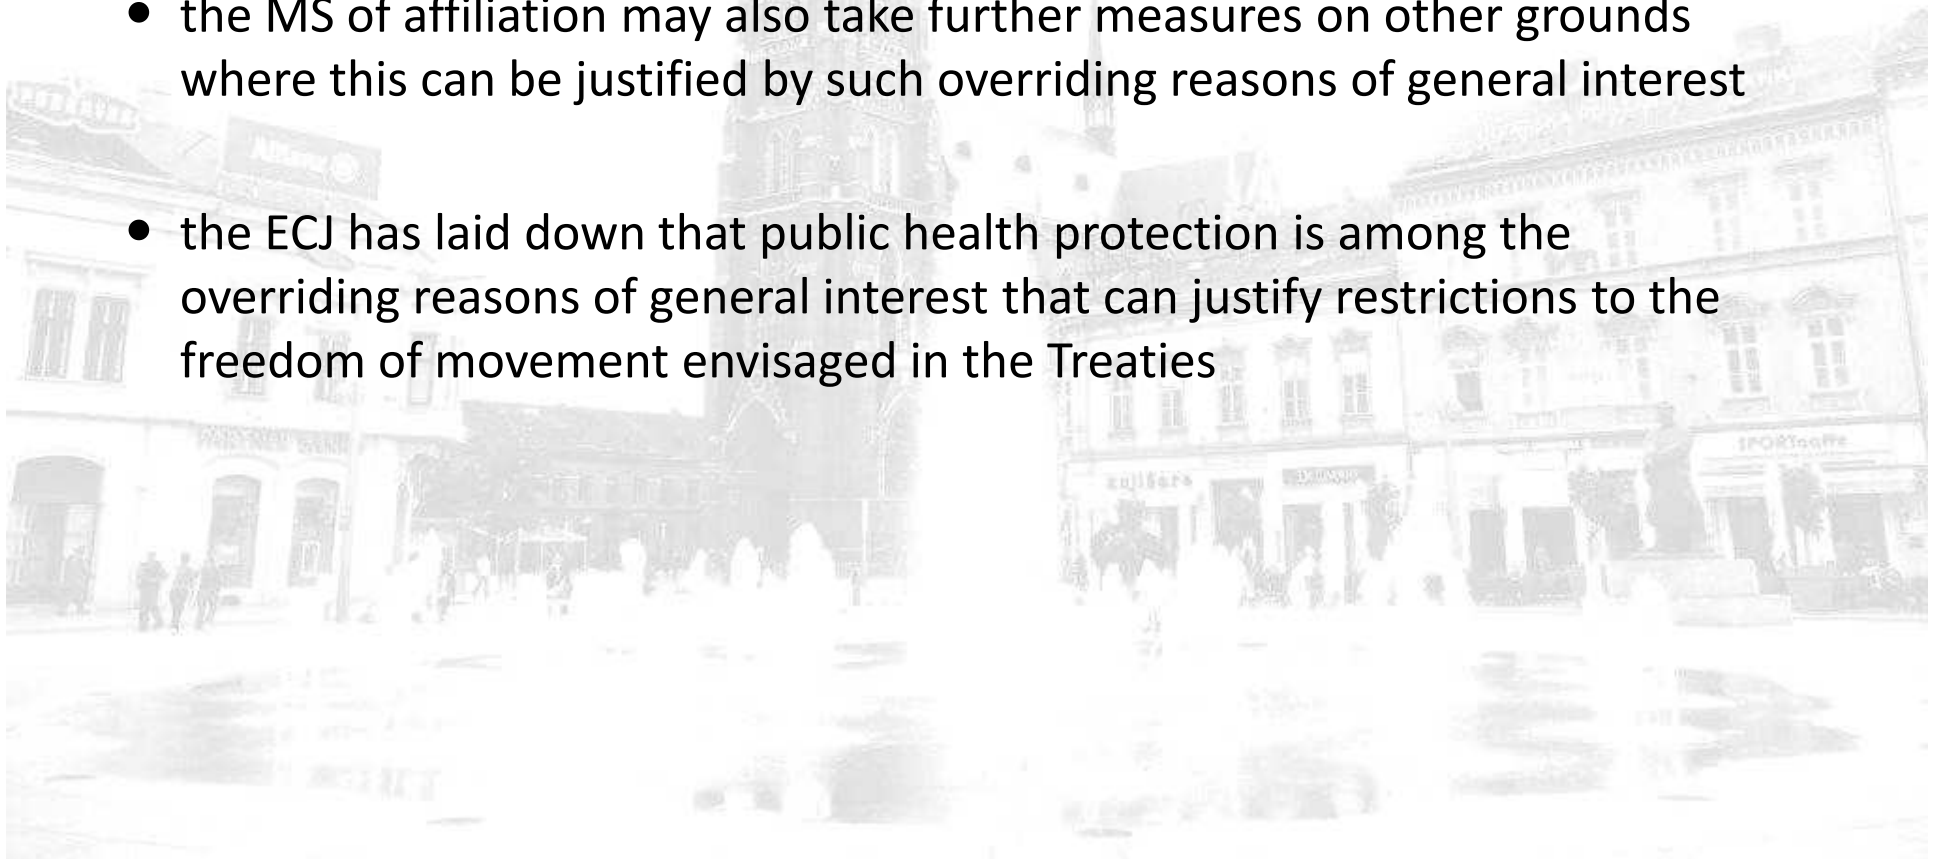 • the MS of affiliation may also take further measures on other grounds
where this can be justified by such overriding reasons of general interest
• the ECJ has laid down that public health protection is among the
overriding reasons of general interest that can justify restrictions to the
freedom of movement envisaged in the Treaties
Allianz